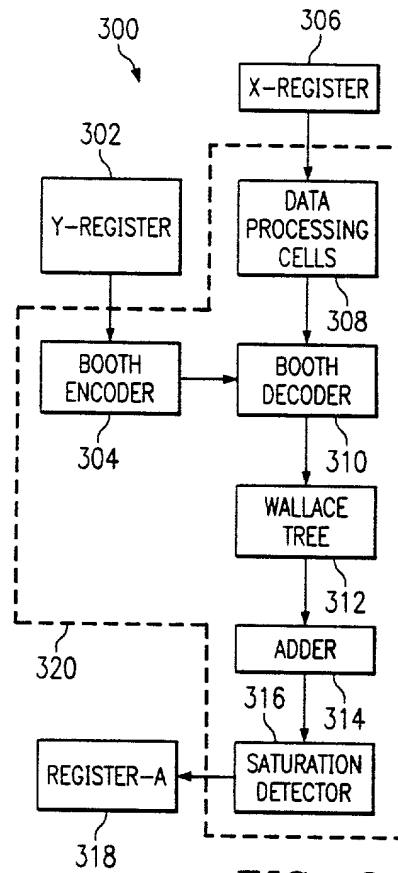 300
306
X-REGISTER
302
Y-REGISTER
DATA
PROCESSING
CELLS
308
BOOTH
ENCODER
304
BOOTH
DECODER
310
WALLACE
TREE
312
320
ADDER
314
316
REGISTER-A
318
SATURATION
DETECTOR